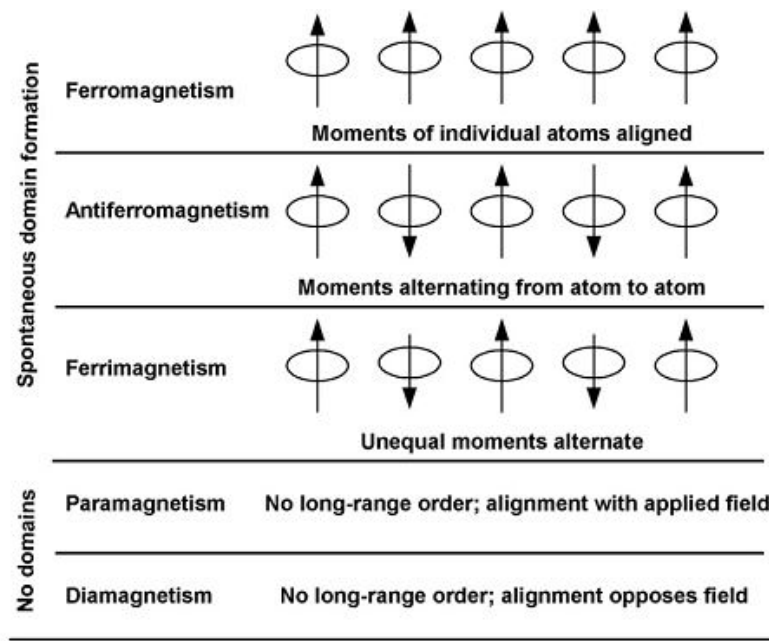 Spontaneous domain formation
Ferromagnetism
Moments of individual atoms aligned
Antiferromagnetism
Moments alternating from atom to atom
Ferrimagnetism
Unequal moments alternate
No domains
Paramagnetism No long-range order; alignment with applied field
Diamagnetism No long-range order; alignment opposes field